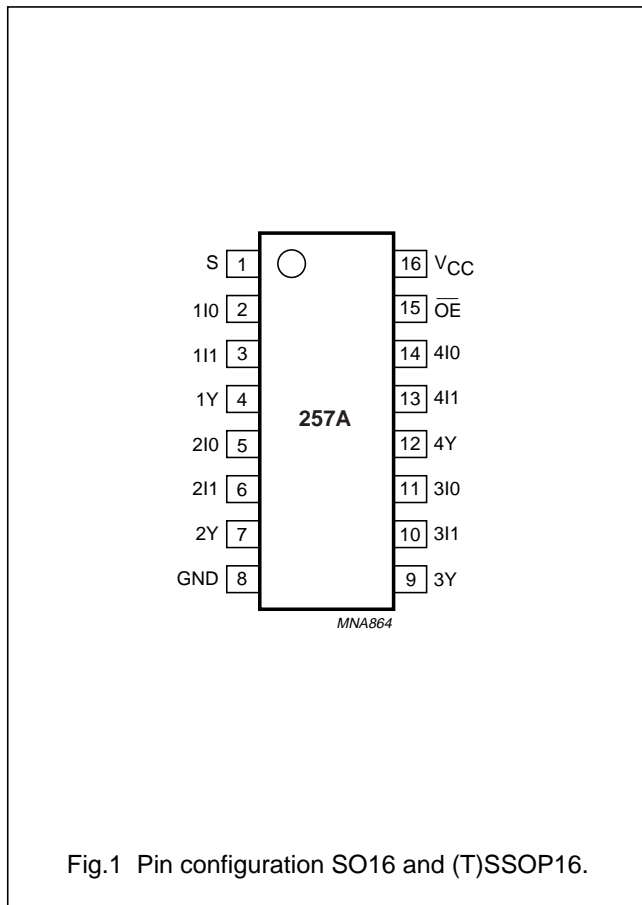 S 1 16 VCC
1I0 2 15 O̅E̅
1I1 3 14 4I0
1Y 4 13 4I1
257A
2I0 5 12 4Y
2I1 6 11 3I0
2Y 7 10 3I1
GND 8 9 3Y
MNA864
Fig.1 Pin configuration SO16 and (T)SSOP16.